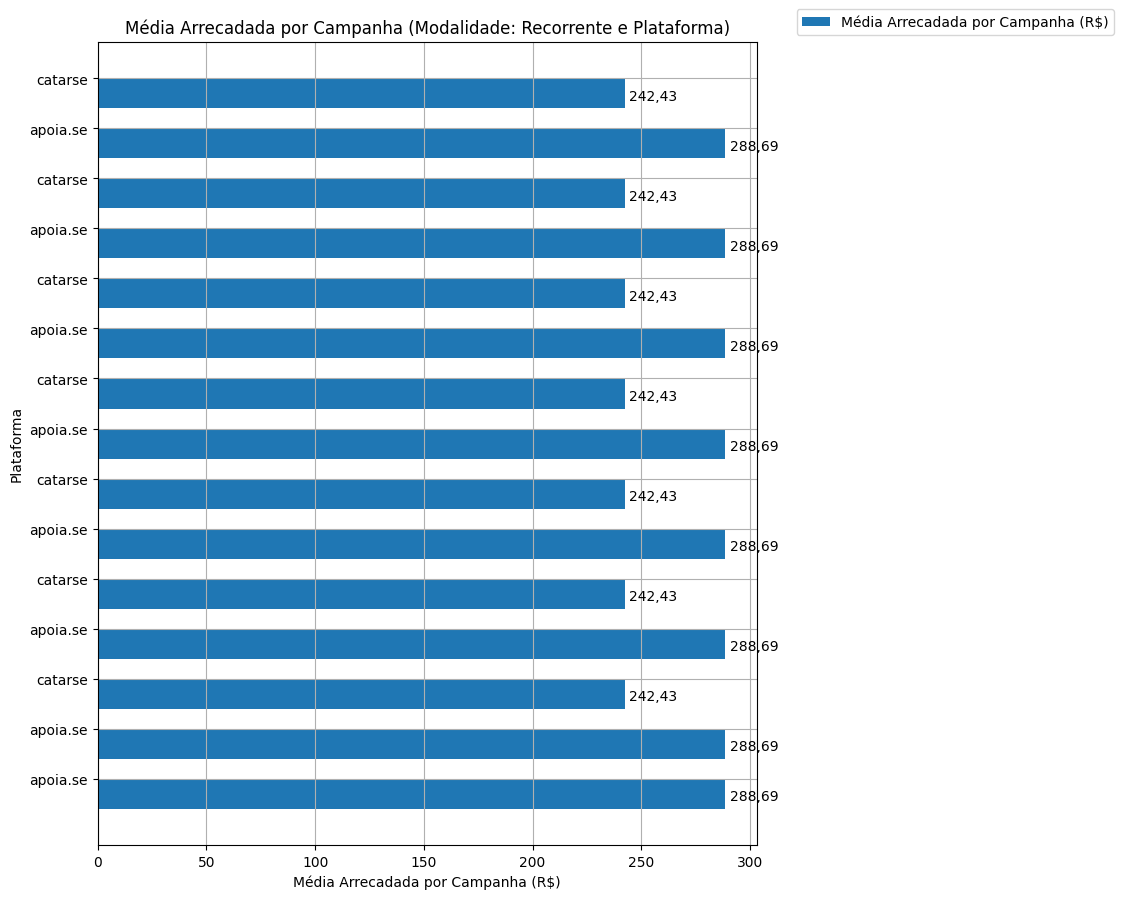 Média Arrecadada por Campanha (Modalidade: Recorrente e Plataforma)
Média Arrecadada por Campanha (R$)
catarse 242,43
apoia.se 288,69
catarse 242,43
apoia.se 288,69
catarse 242,43
apoia.se 288,69
catarse 242,43
apoia.se 288,69
catarse 242,43
apoia.se 288,69
catarse 242,43
apoia.se 288,69
catarse 242,43
apoia.se 288,69
apoia.se 288,69
Plataforma
0 50 100 150 200 250 300
Média Arrecadada por Campanha (R$)